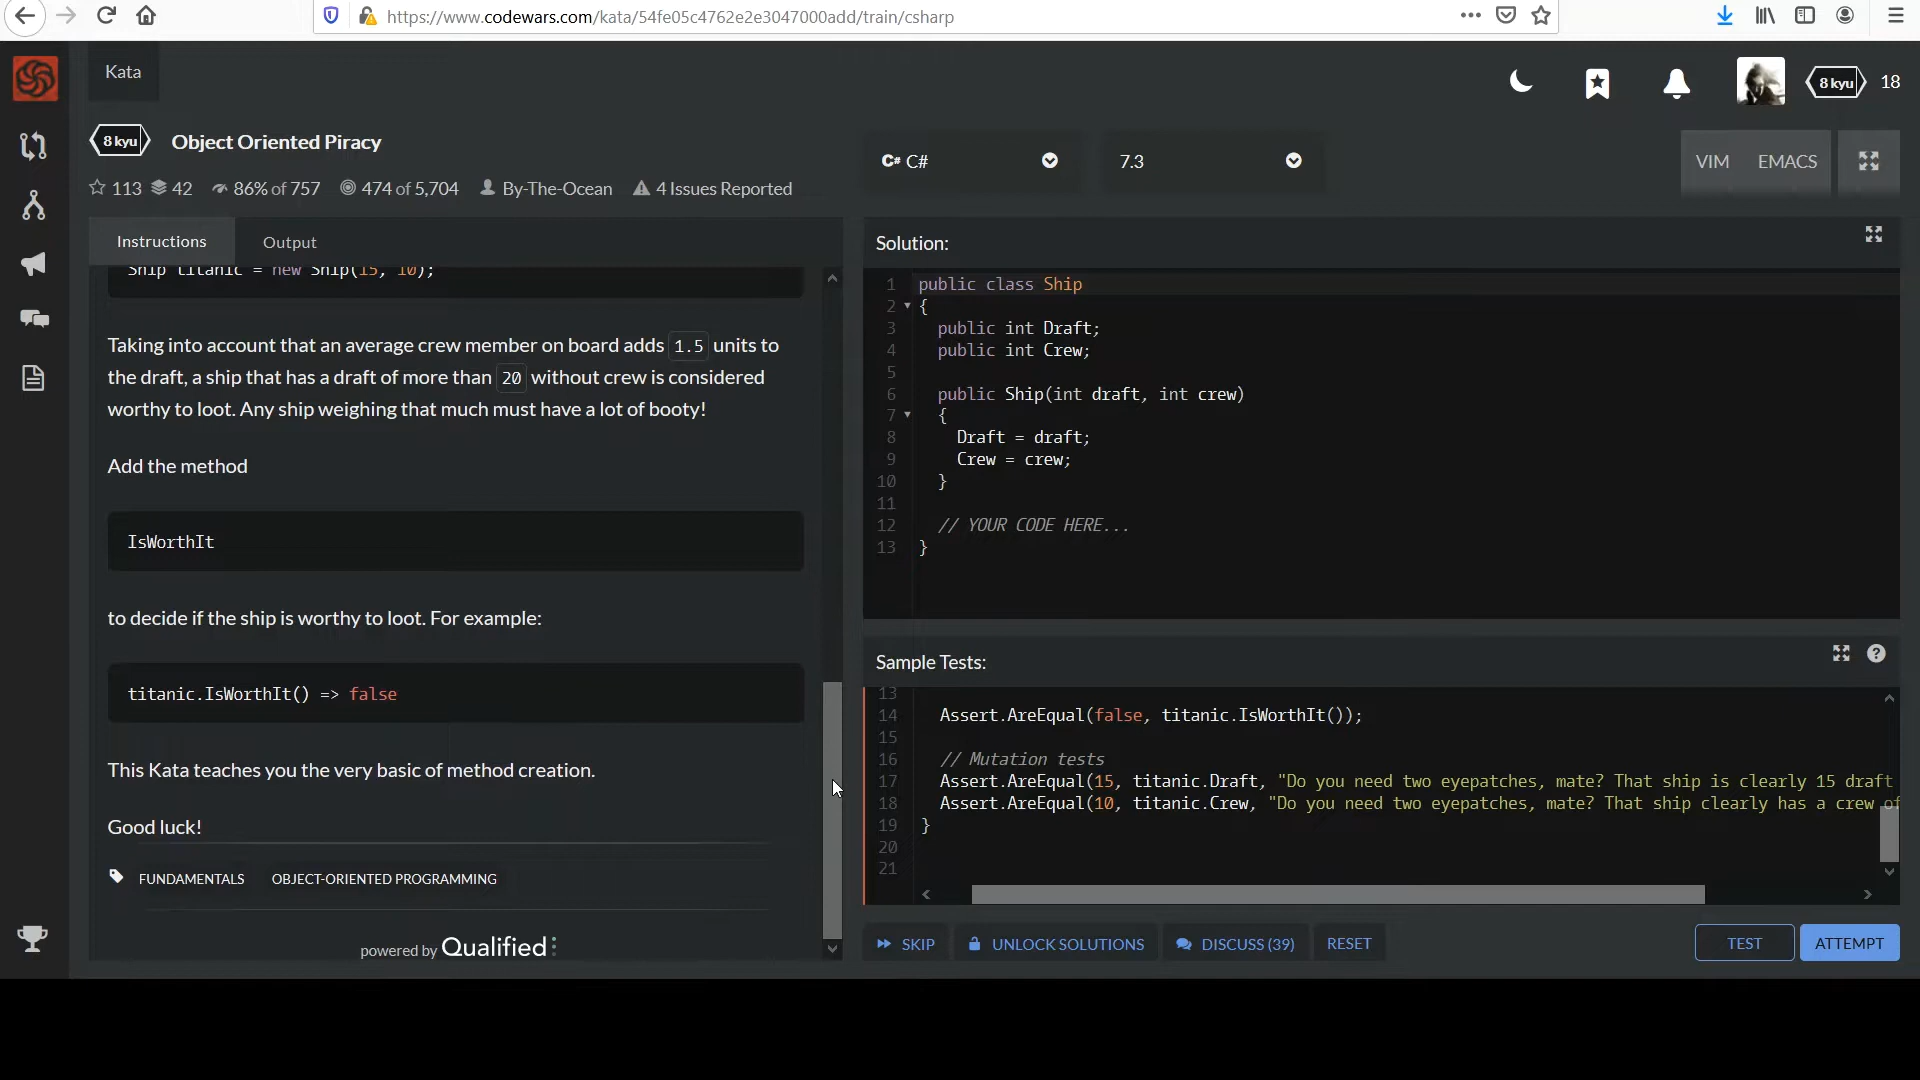 https://www.codewars.com/kata/54fe05c4762e2e3047000add/train/csharp
Kata
8 kyu
18
8 kyu
Object Oriented Piracy
C# C#
7.3
VIM
EMACS
113
42
86% of 757
474 of 5,704
By-The-Ocean
4 Issues Reported
Instructions
Output
Ship titanic = new Ship(15, 10);
Taking into account that an average crew member on board adds 1.5 units to
the draft, a ship that has a draft of more than 20 without crew is considered
worthy to loot. Any ship weighing that much must have a lot of booty!
Add the method
IsWorthIt
to decide if the ship is worthy to loot. For example:
titanic.IsWorthIt() => false
This Kata teaches you the very basic of method creation.
Good luck!
FUNDAMENTALS
OBJECT-ORIENTED PROGRAMMING
powered by Qualified
Solution:
1 public class Ship
2 {
3 public int Draft;
4 public int Crew;
5
6 public Ship(int draft, int crew)
7 {
8 Draft = draft;
9 Crew = crew;
10 }
11
12 // YOUR CODE HERE...
13 }
Sample Tests:
13
14 Assert.AreEqual(false, titanic.IsWorthIt());
15
16 // Mutation tests
17 Assert.AreEqual(15, titanic.Draft, "Do you need two eyepatches, mate? That ship is clearly 15 draft
18 Assert.AreEqual(10, titanic.Crew, "Do you need two eyepatches, mate? That ship clearly has a crew of
19 }
20
21
SKIP
UNLOCK SOLUTIONS
DISCUSS (39)
RESET
TEST
ATTEMPT